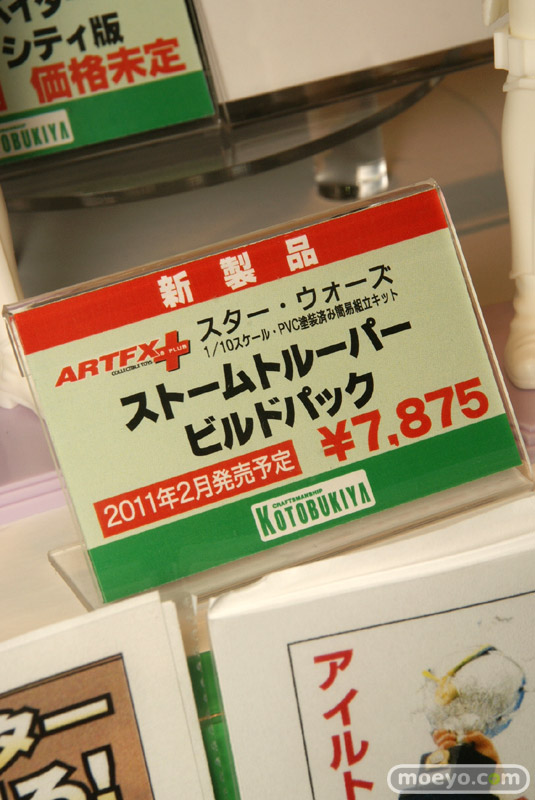 シティ版
価格未定
KOTOBUKIYA
新製品
ARTFX+
COLLECTIBLE TOYS
スター・ウォーズ
1/10スケール・PVC塗装済み簡易組立キット
ストームトルーパー
ビルドパック
2011年2月発売予定
¥7,875
CRAFTSMANSHIP
KOTOBUKIYA
アイルト
moeyo.com